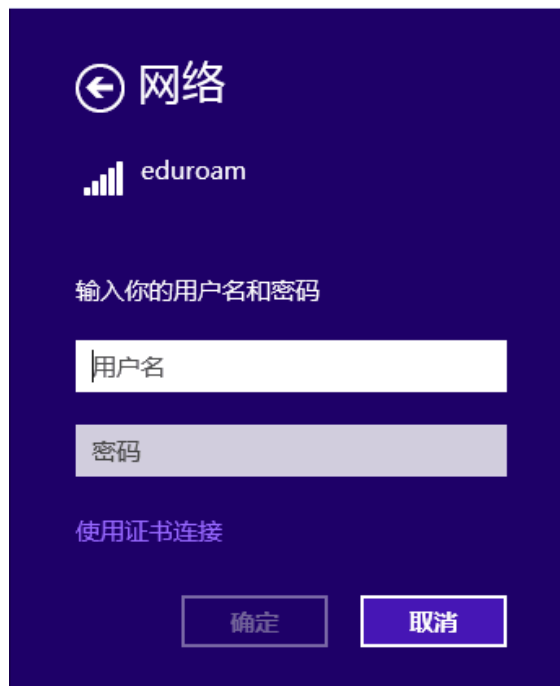 网络
eduroam
输入你的用户名和密码
用户名
密码
使用证书连接
确定
取消